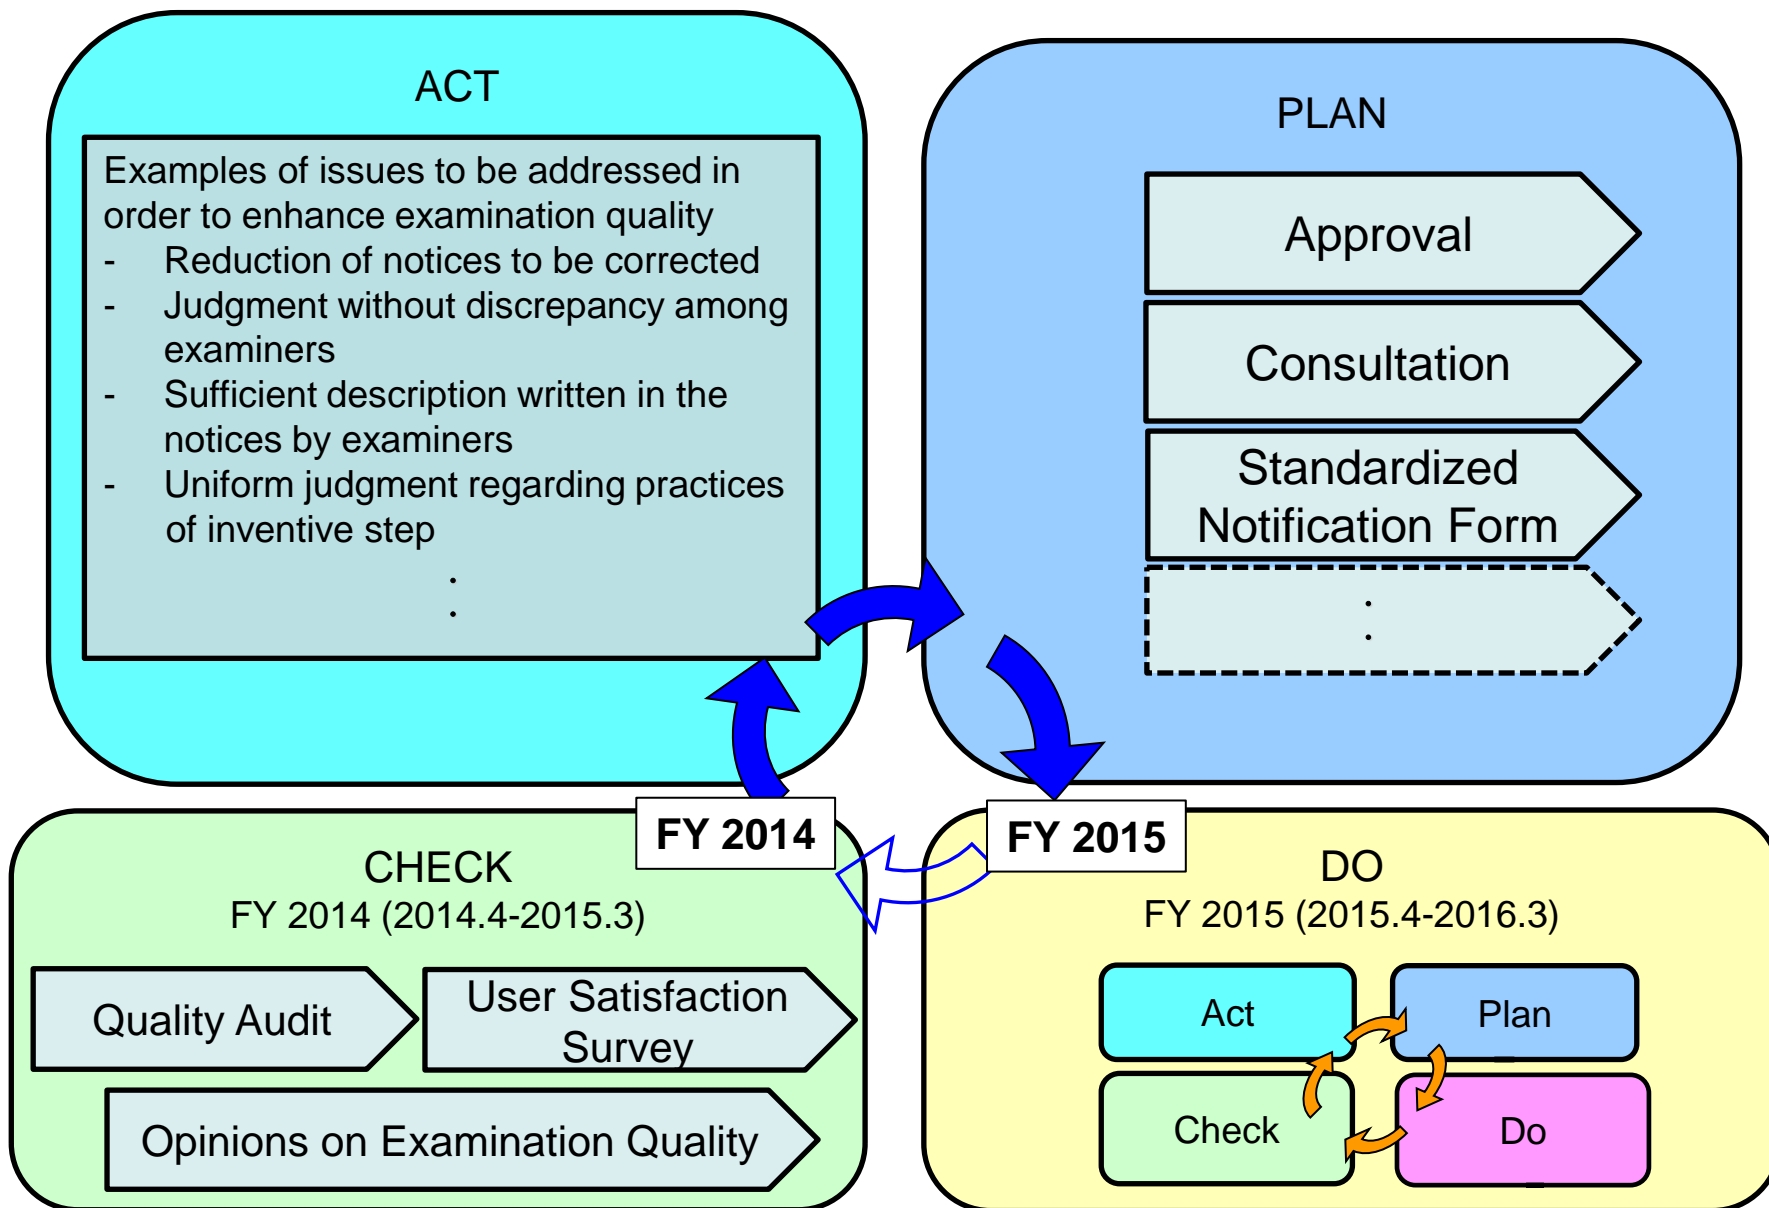 ACT
Examples of issues to be addressed in
order to enhance examination quality
- Reduction of notices to be corrected
- Judgment without discrepancy among
examiners
- Sufficient description written in the
notices by examiners
- Uniform judgment regarding practices
of inventive step
:
PLAN
Approval
Consultation
Standardized
Notification Form
:
FY 2014
FY 2015
CHECK
FY 2014 (2014.4-2015.3)
Quality Audit
User Satisfaction
Survey
Opinions on Examination Quality
DO
FY 2015 (2015.4-2016.3)
Act
Plan
Check
Do